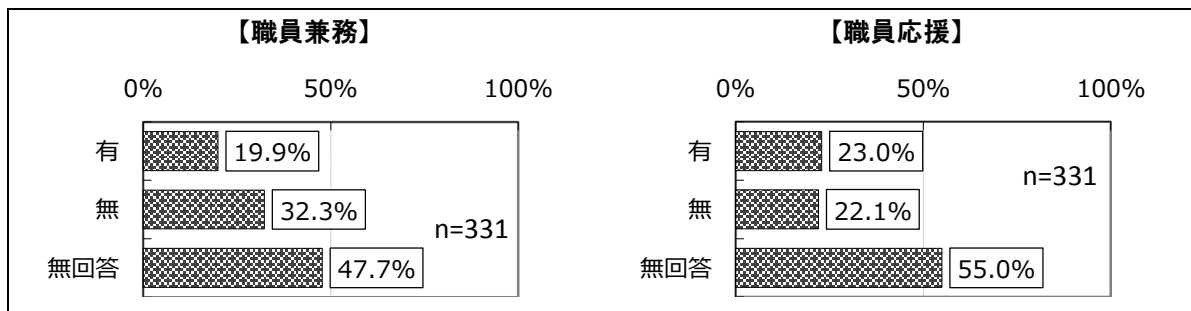 【職員兼務】
0% 50% 100%
有 19.9%
無 32.3%
n=331
無回答 47.7%
【職員応援】
0% 50% 100%
有 23.0%
n=331
無 22.1%
無回答 55.0%